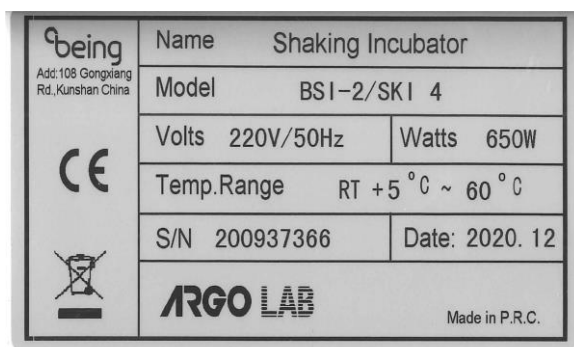 being
Add:108 Gongxiang
Rd.,Kunshan China
CE
Name Shaking Incubator
Model BSI-2/SKI 4
Volts 220V/50Hz Watts 650W
Temp.Range RT +5°C ~ 60°C
S/N 200937366 Date: 2020. 12
ARGO LAB
Made in P.R.C.